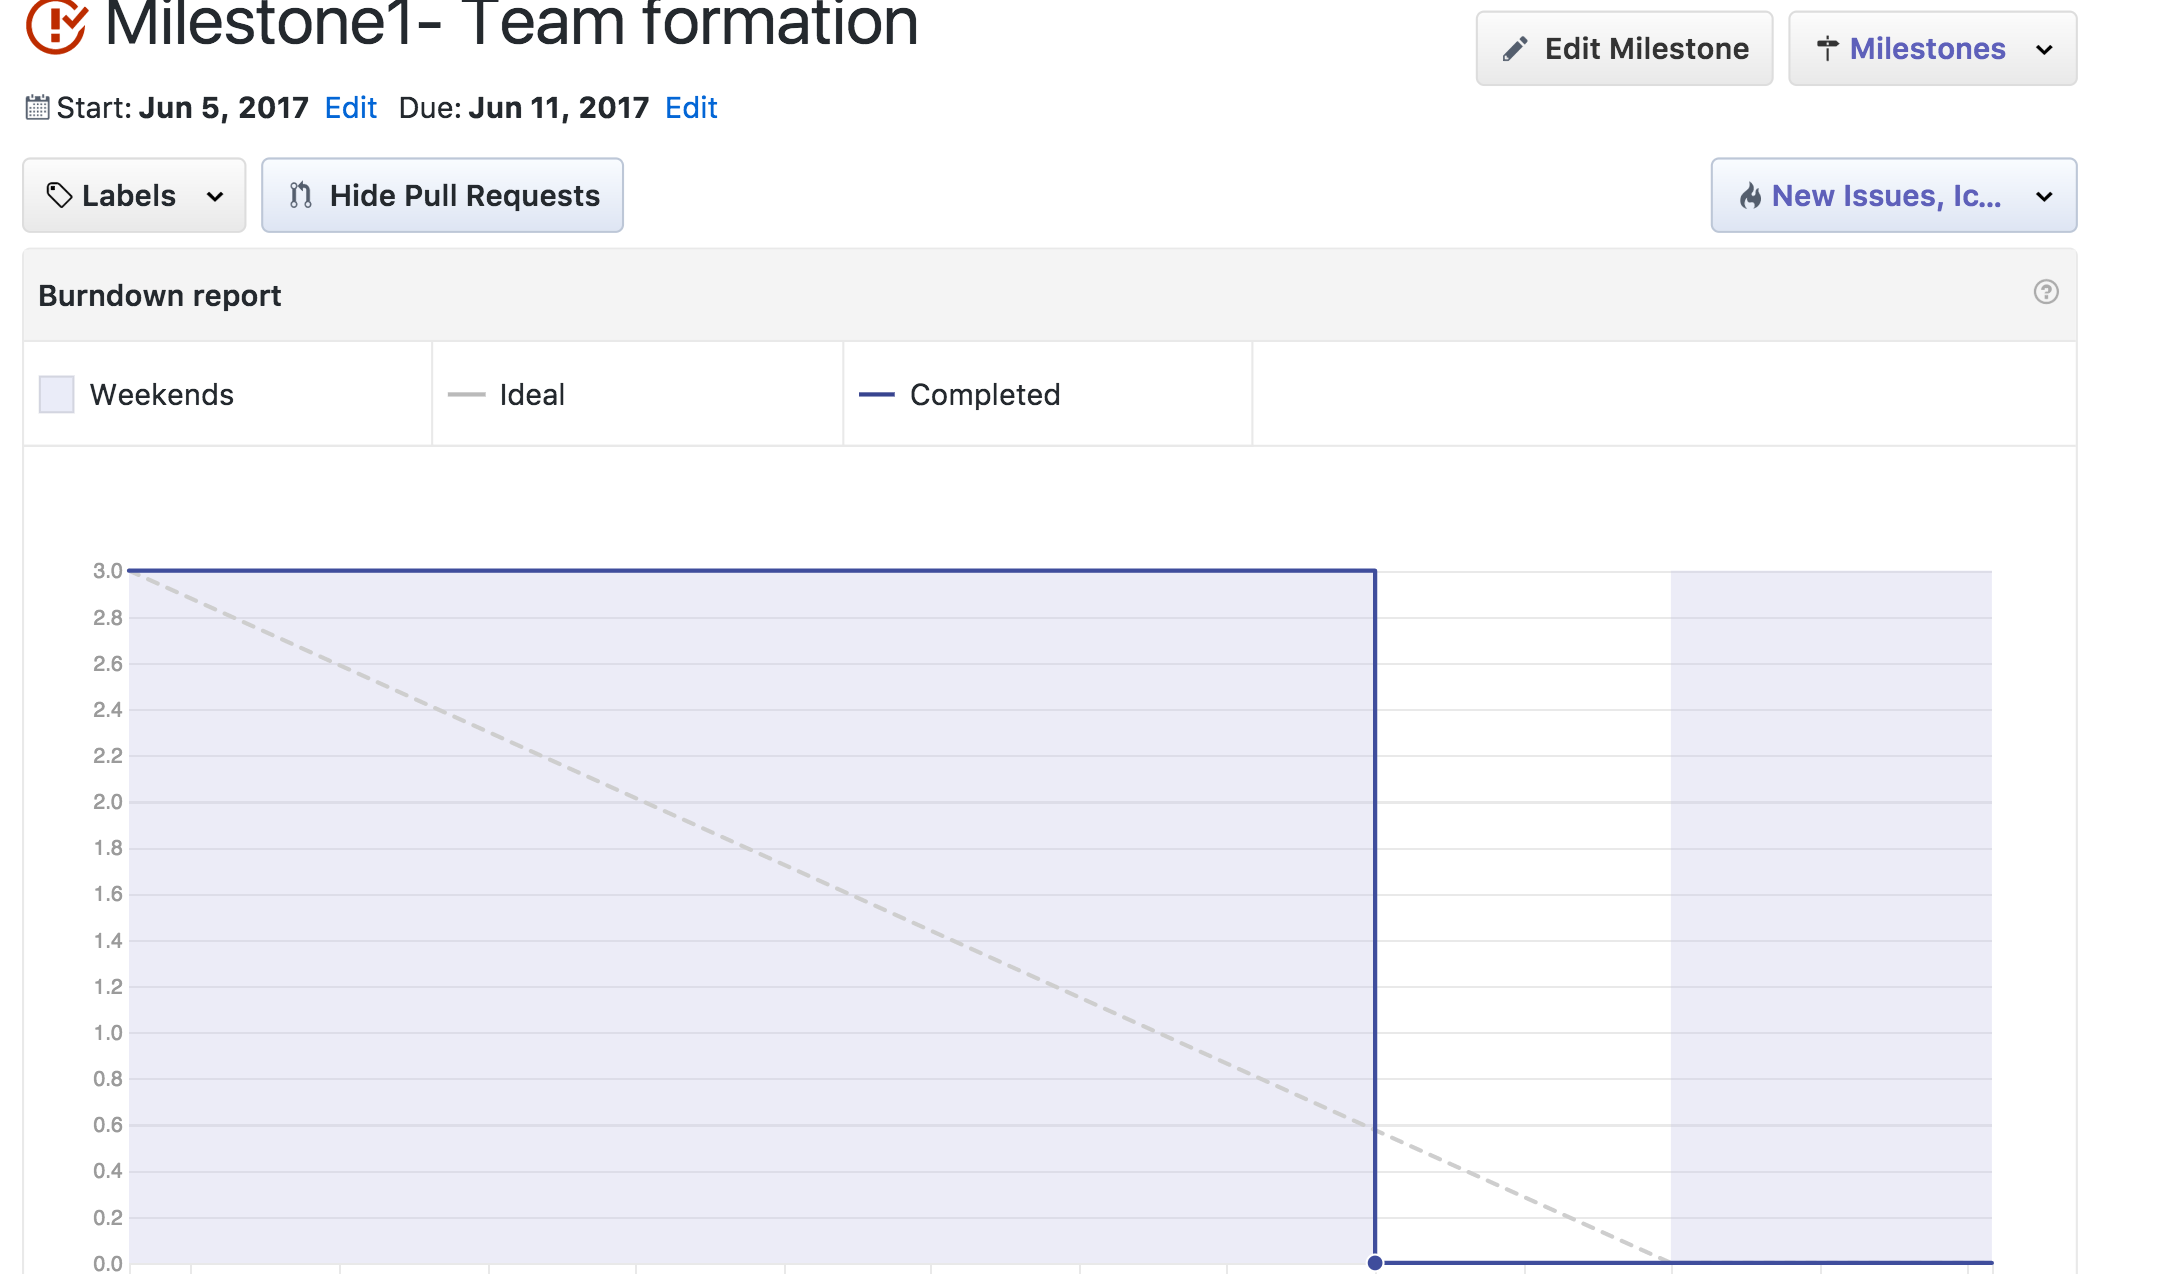 Milestone1- Team formation
Edit Milestone
Milestones
Start: Jun 5, 2017 Edit Due: Jun 11, 2017 Edit
Labels
Hide Pull Requests
New Issues, Ic...
Burndown report
Weekends
Ideal
Completed
3.0
2.8
2.6
2.4
2.2
2.0
1.8
1.6
1.4
1.2
1.0
0.8
0.6
0.4
0.2
0.0